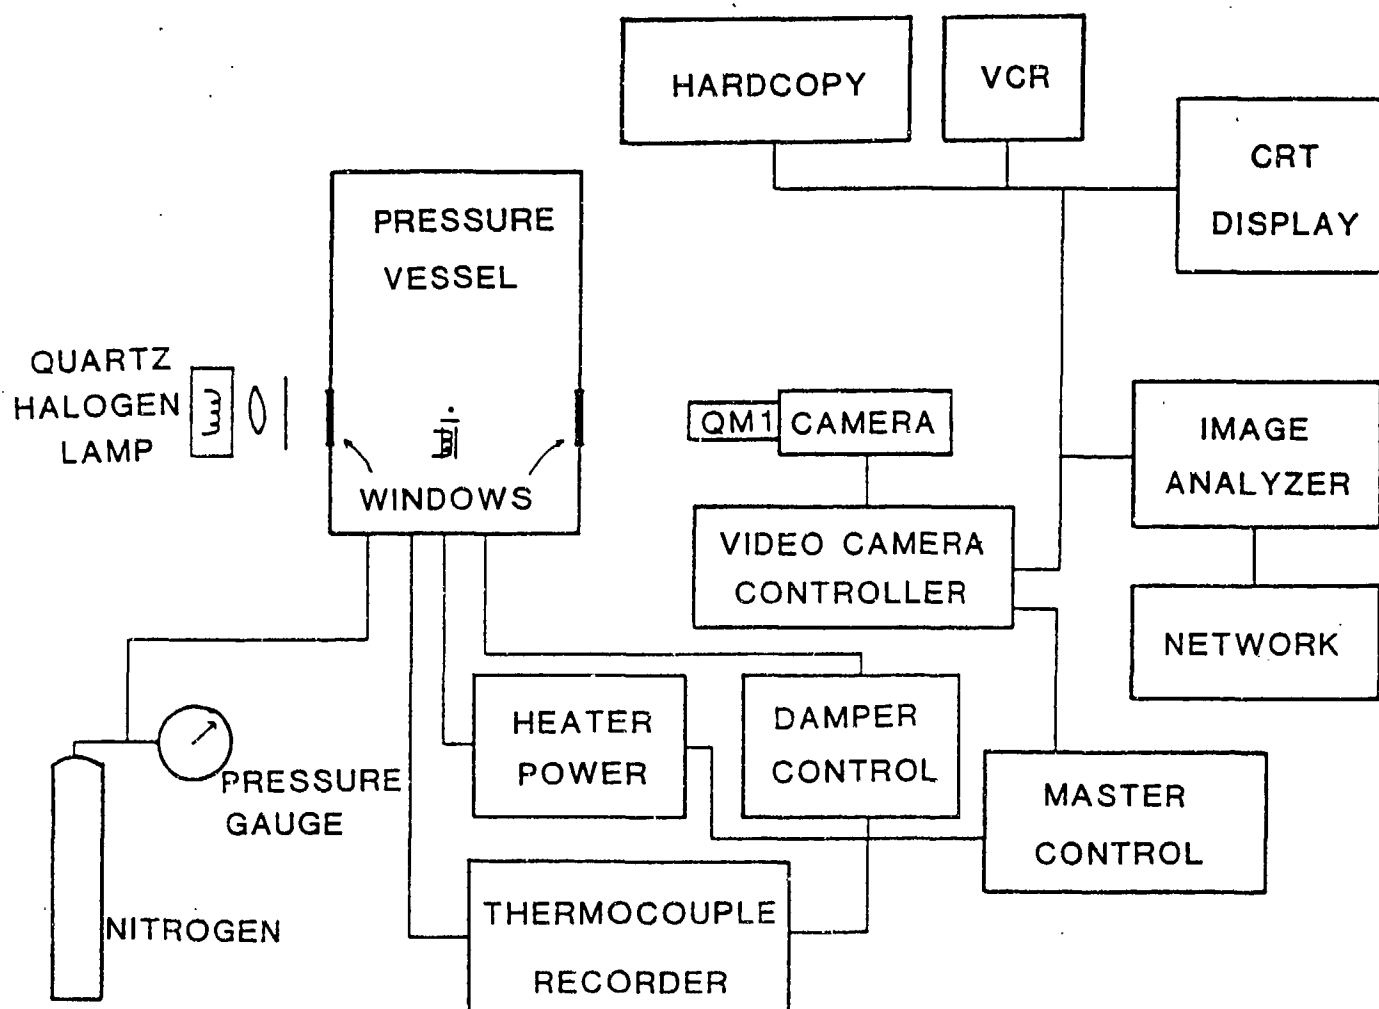 HARDCOPY
VCR
CRT
DISPLAY
PRESSURE
VESSEL
QUARTZ
HALOGEN
LAMP
WINDOWS
QM1
CAMERA
IMAGE
ANALYZER
VIDEO CAMERA
CONTROLLER
NETWORK
HEATER
POWER
DAMPER
CONTROL
MASTER
CONTROL
PRESSURE
GAUGE
NITROGEN
THERMOCOUPLE
RECORDER